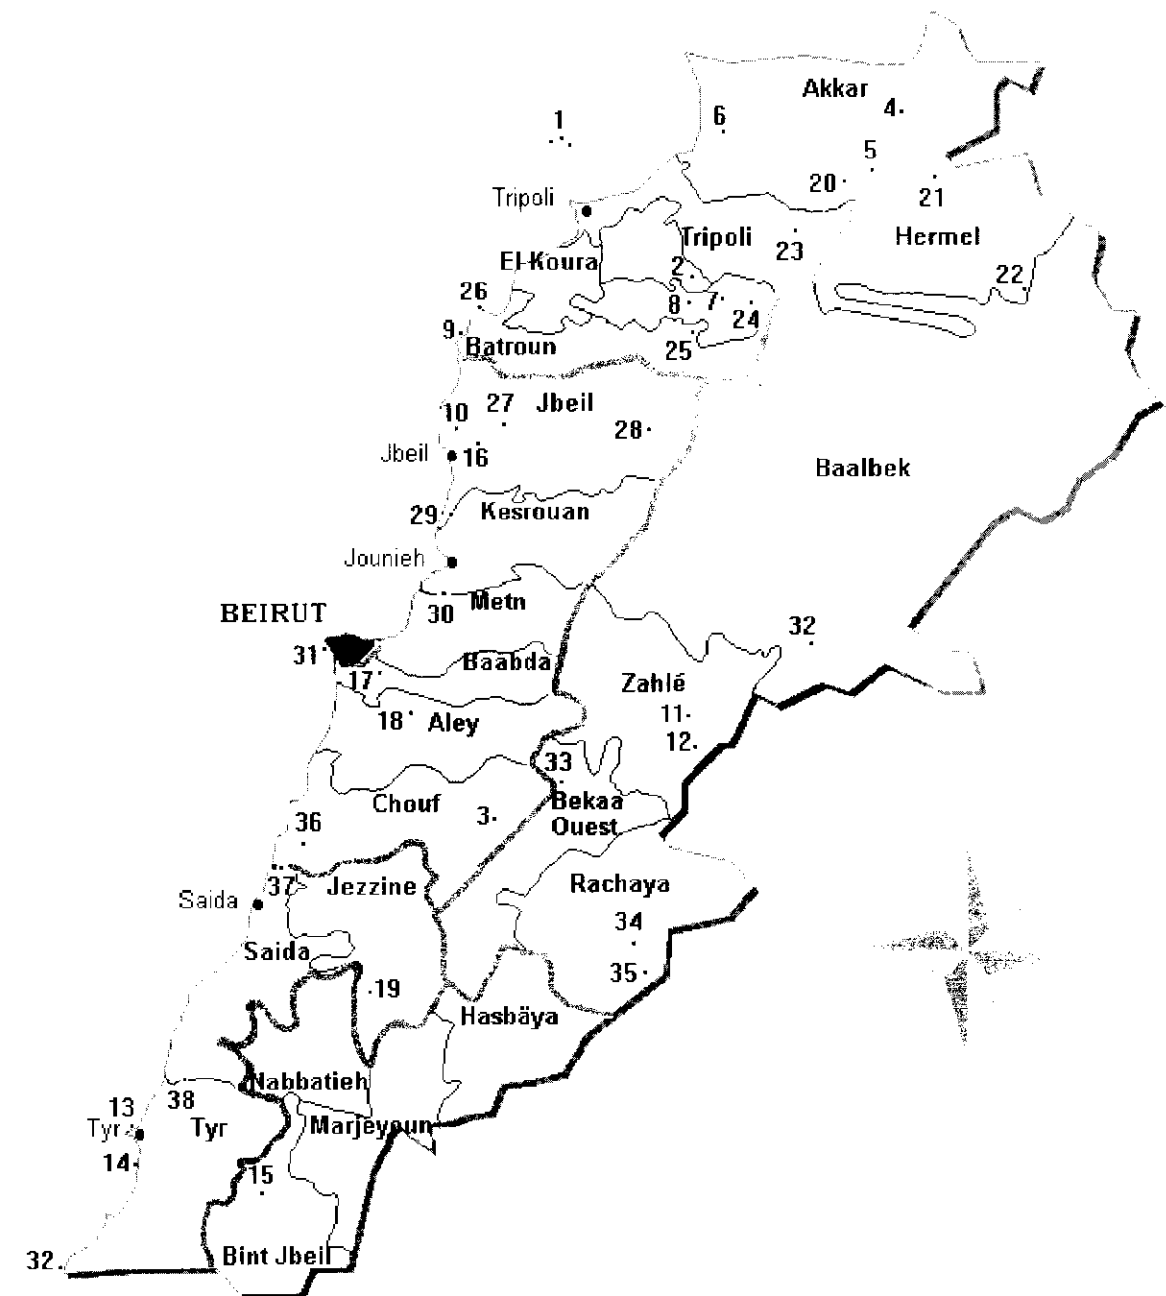 Akkar
4
1
6
5
20
21
Tripoli
Tripoli
23
Hermel
El Koura
2
22
26
8
7
24
9
Batroun
25
10
27
Jbeil
28
Jbeil
16
Baalbek
29
Kesrouan
Jounieh
30
Metn
BEIRUT
32
31
Baabda
17
Zahlé
18
Aley
11
12
33
Chouf
Bekaa
Ouest
3
36
37
Jezzine
Rachaya
Saida
34
Saida
35
19
Hasbäya
Nabbatieh
38
13
Tyr
Tyr
Marjeyoun
14
15
Bint Jbeil
32